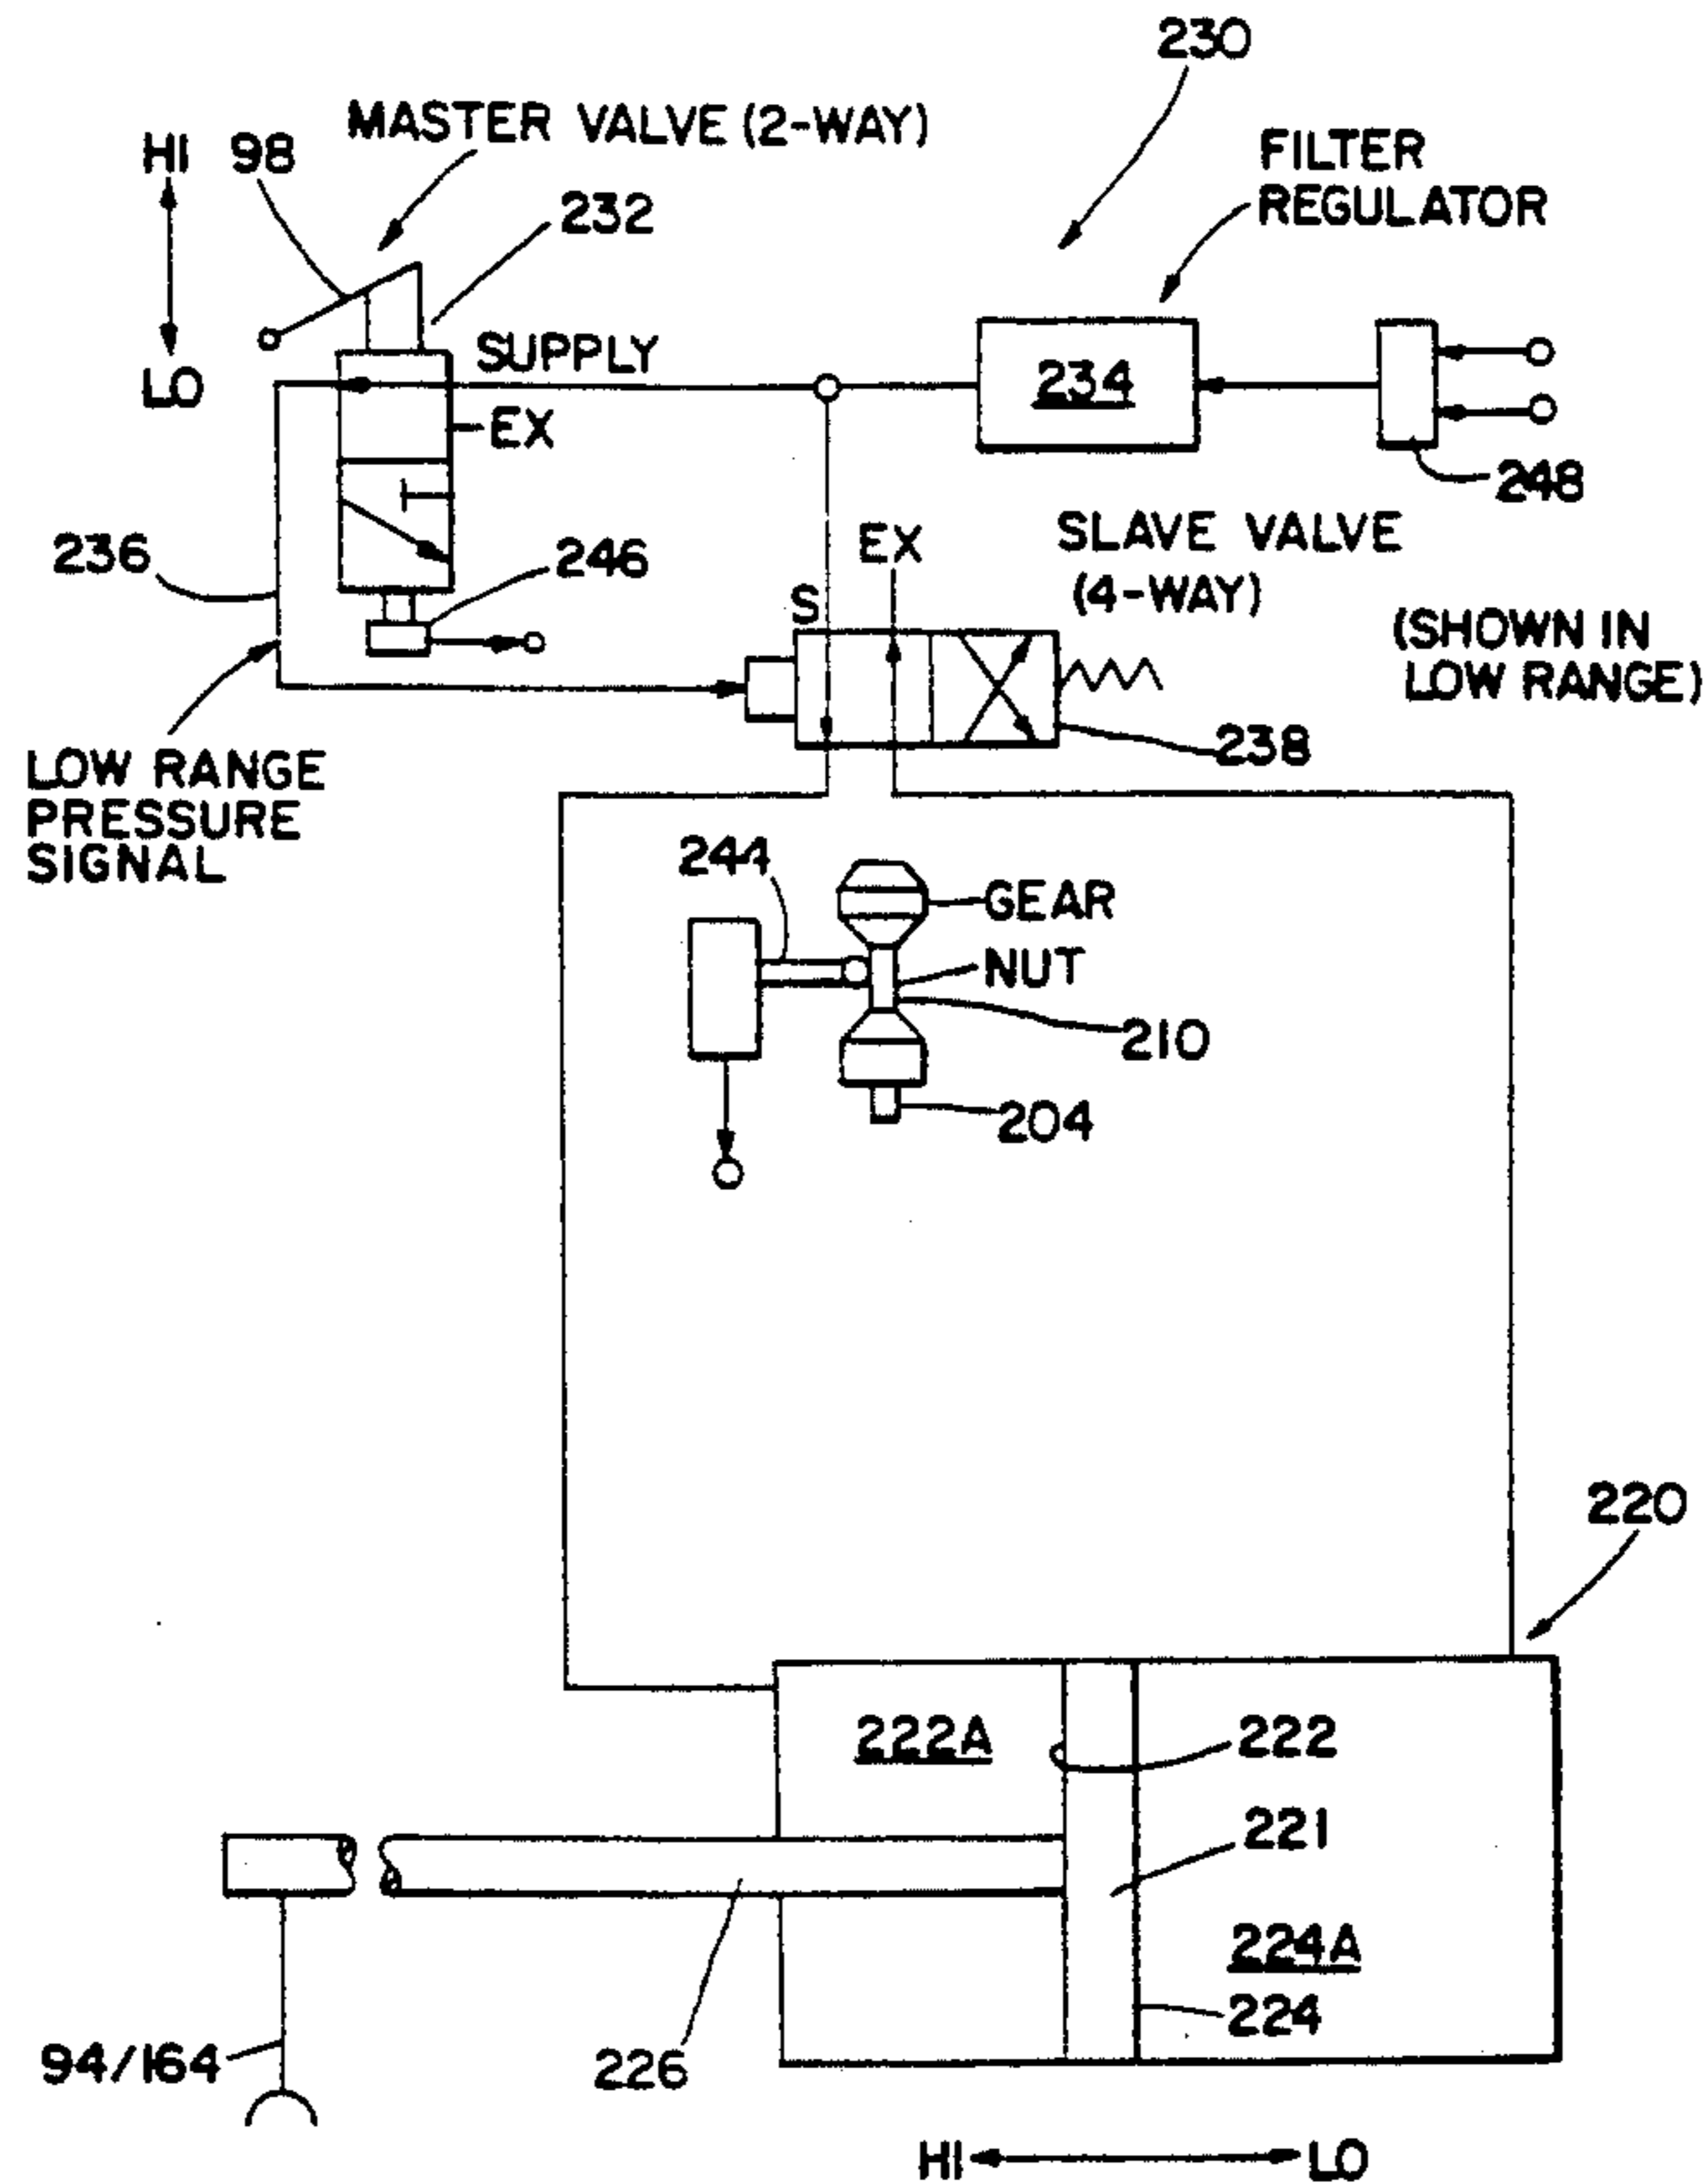 230
MASTER VALVE (2-WAY)
HI
98
FILTER
REGULATOR
232
SUPPLY
234
LO
EX
248
236
246
EX
SLAVE VALVE
(4-WAY)
S
(SHOWN IN
LOW RANGE)
238
LOW RANGE
PRESSURE
SIGNAL
244
GEAR
NUT
210
204
220
222A
222
221
224A
224
94/164
226
HI
LO